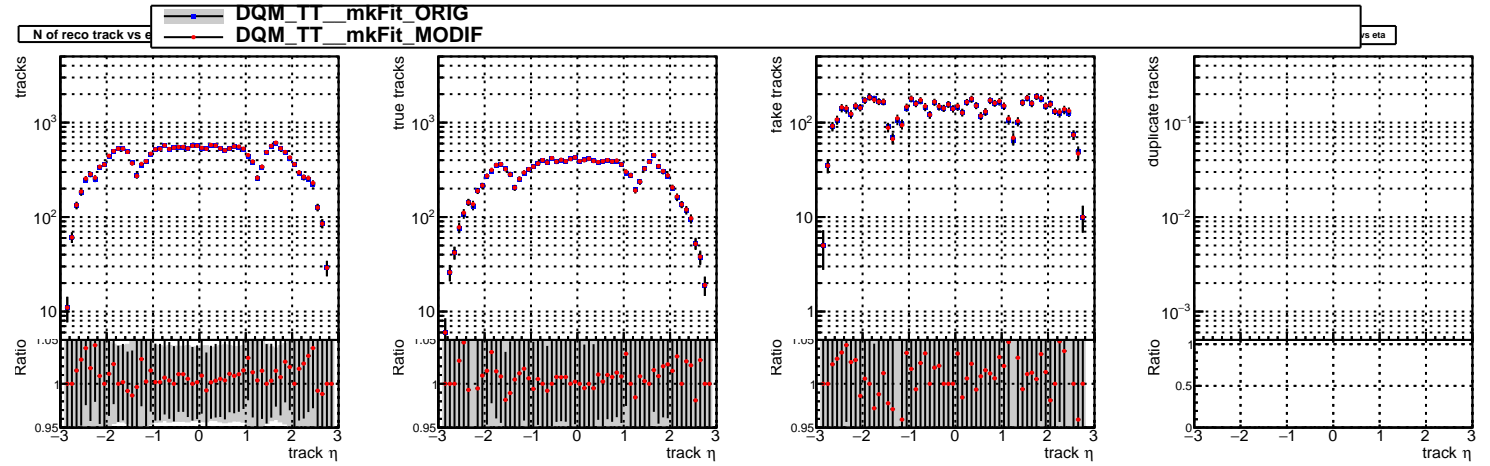 DQM_TT__mkFit_ORIG
DQM_TT__mkFit_MODIF
N of reco track vs e
vs eta
tracks
10³
10²
10
1.05
Ratio
1
0.95
−3 −2 −1 0 1 2 3
track η
true tracks
10³
10²
10
1.05
Ratio
1
0.95
−3 −2 −1 0 1 2 3
track η
fake tracks
10²
10
1
1.05
Ratio
1
0.95
−3 −2 −1 0 1 2 3
track η
duplicate tracks
10⁻¹
10⁻²
10⁻³
1
Ratio
0.5
0
−3 −2 −1 0 1 2 3
track η